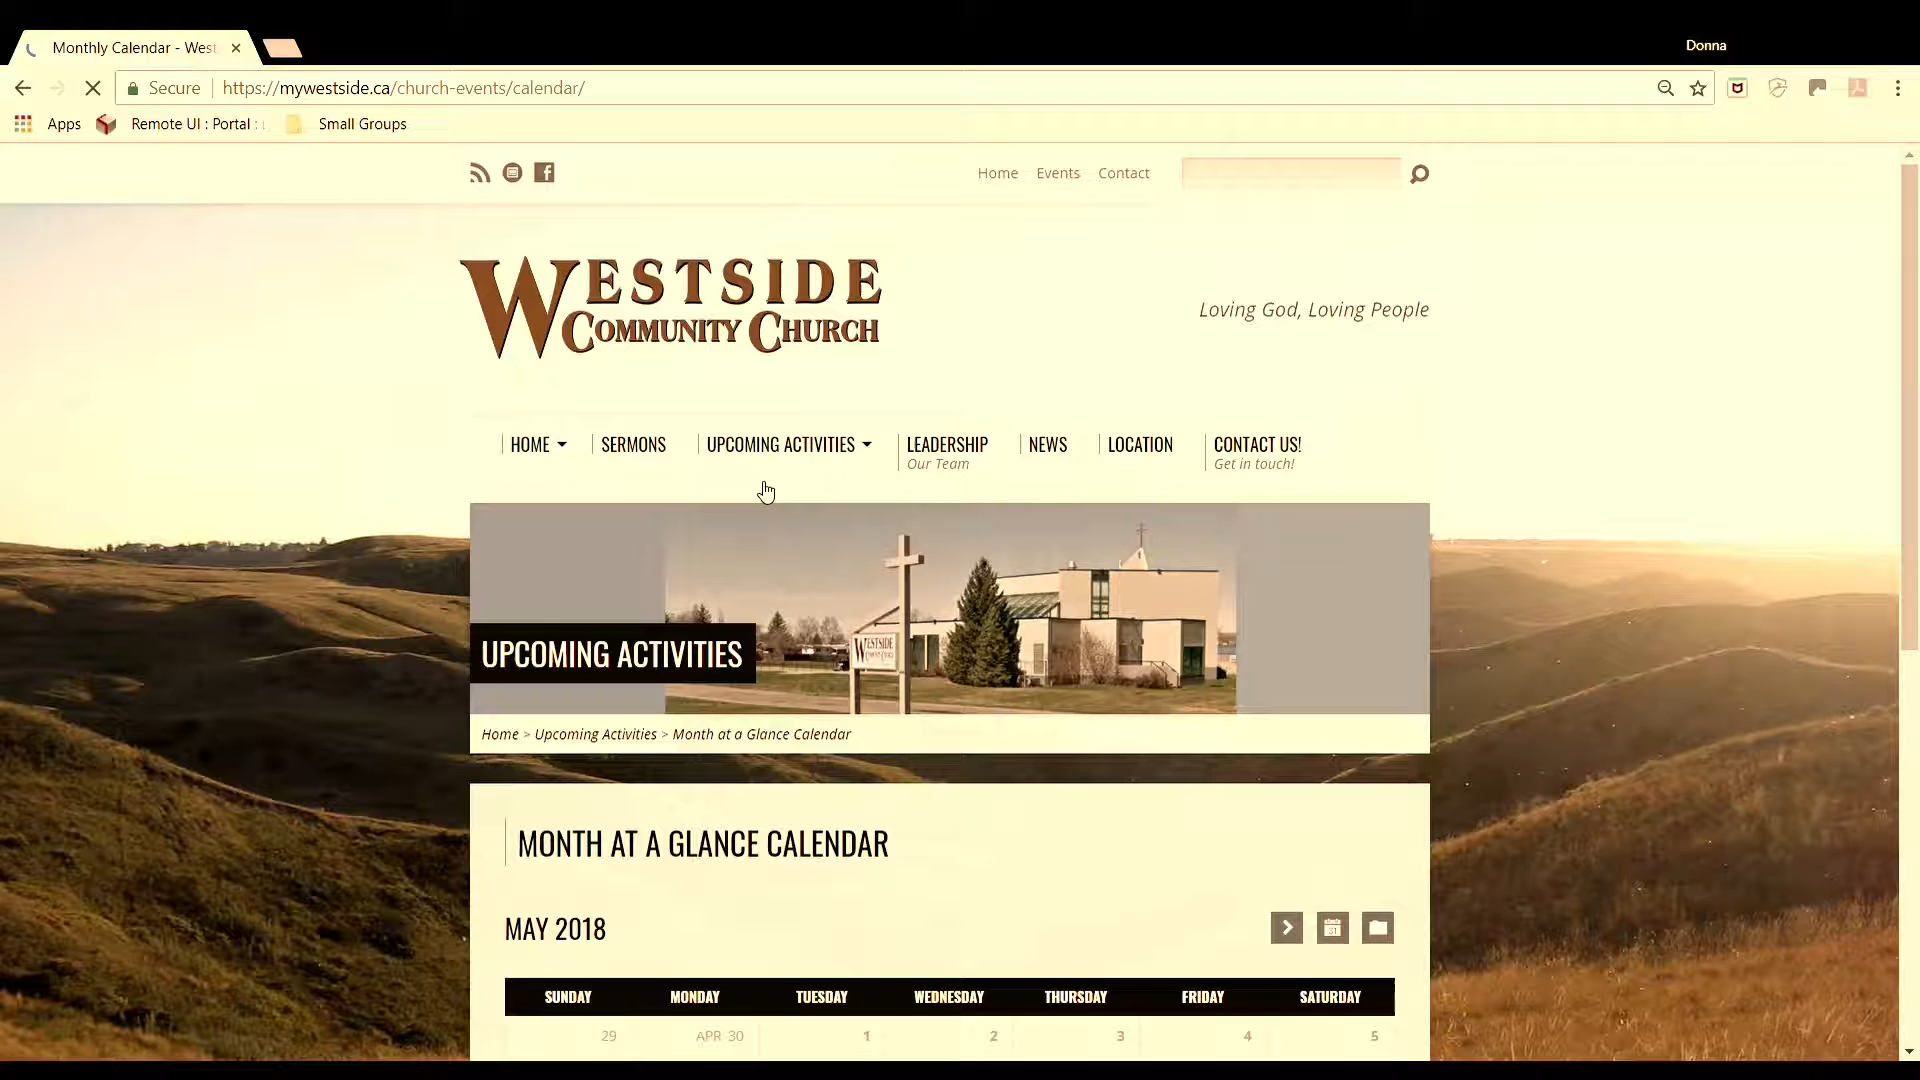 Donna
Monthly Calendar - West
Secure https://mywestside.ca/church-events/calendar/
Apps Remote UI : Portal : Small Groups
Home Events Contact
WESTSIDE
COMMUNITY CHURCH
Loving God, Loving People
HOME SERMONS UPCOMING ACTIVITIES LEADERSHIP NEWS LOCATION CONTACT US!
Our Team Get in touch!
WESTSIDE
UPCOMING ACTIVITIES
Home > Upcoming Activities > Month at a Glance Calendar
MONTH AT A GLANCE CALENDAR
MAY 2018
31
SUNDAY MONDAY TUESDAY WEDNESDAY THURSDAY FRIDAY SATURDAY
29 APR 30 1 2 3 4 5